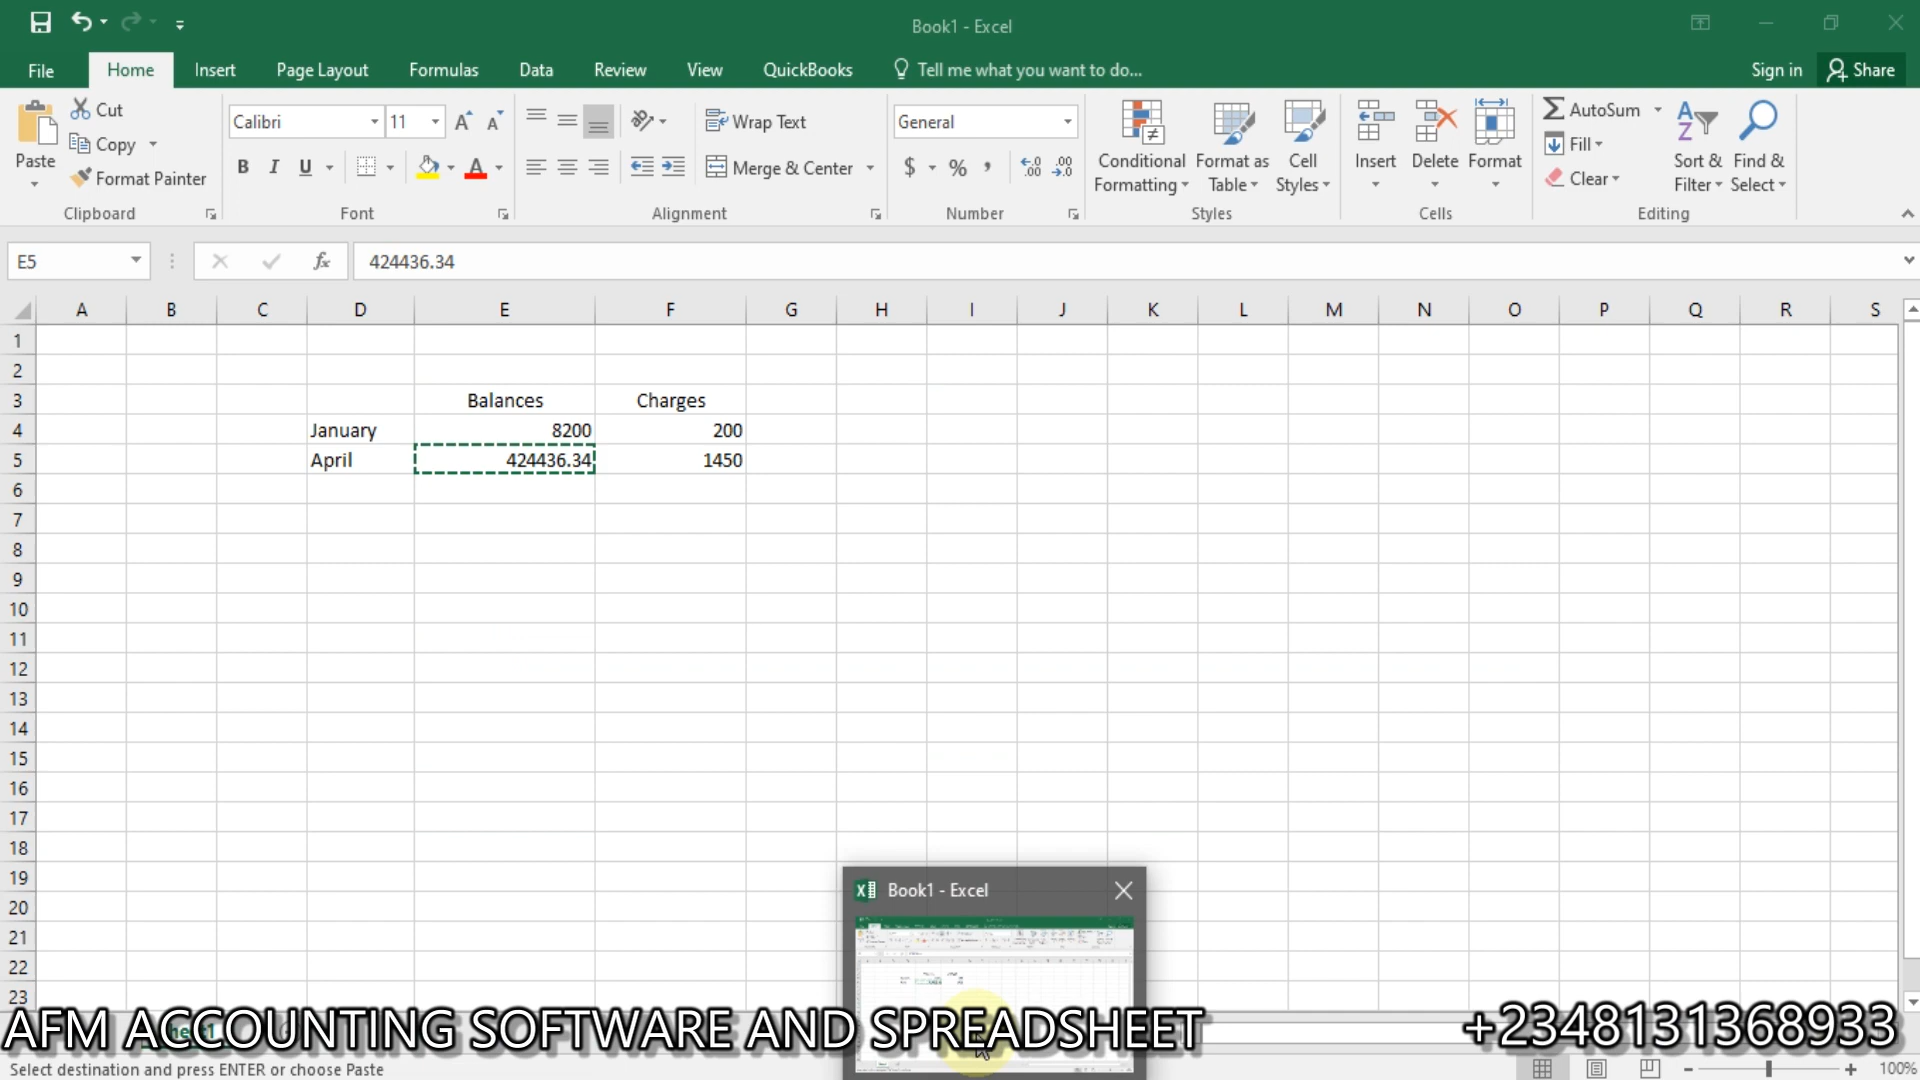 Book1 - Excel
File Home Insert Page Layout Formulas Data Review View QuickBooks Tell me what you want to do... Sign in Share
Paste
Cut
Copy
Format Painter
Clipboard
Calibri 11
B I U A
Font
Wrap Text
Merge & Center
Alignment
General
$ % ,
Number
Conditional Formatting
Format as Table
Cell Styles
Styles
Insert Delete Format
Cells
AutoSum
Fill
Clear
Sort & Filter
Find & Select
Editing
E5 fx 424436.34
A B C D E F G H I J K L M N O P Q R S
1
2
3 Balances Charges
4 January 8200 200
5 April 424436.34 1450
6
7
8
9
10
11
12
13
14
15
16
17
18
19
20
21
22
23
Book1 - Excel
AFM ACCOUNTING SOFTWARE AND SPREADSHEET +2348131368933
Select destination and press ENTER or choose Paste 100%